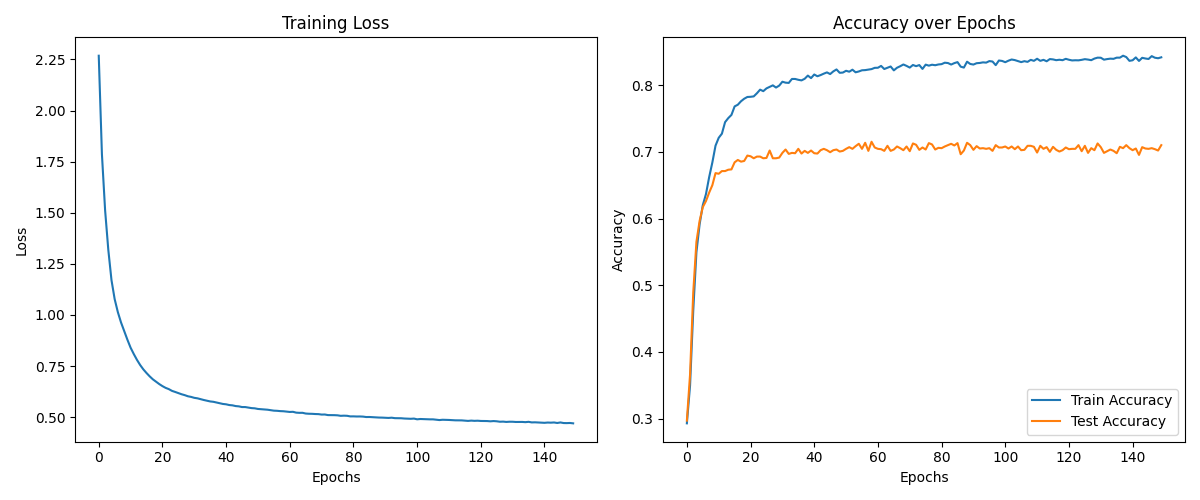 Training Loss
2.25
2.00
1.75
1.50
1.25
1.00
0.75
0.50
Loss
0 20 40 60 80 100 120 140
Epochs
Accuracy over Epochs
0.8
0.7
0.6
0.5
0.4
0.3
Accuracy
Train Accuracy
Test Accuracy
0 20 40 60 80 100 120 140
Epochs